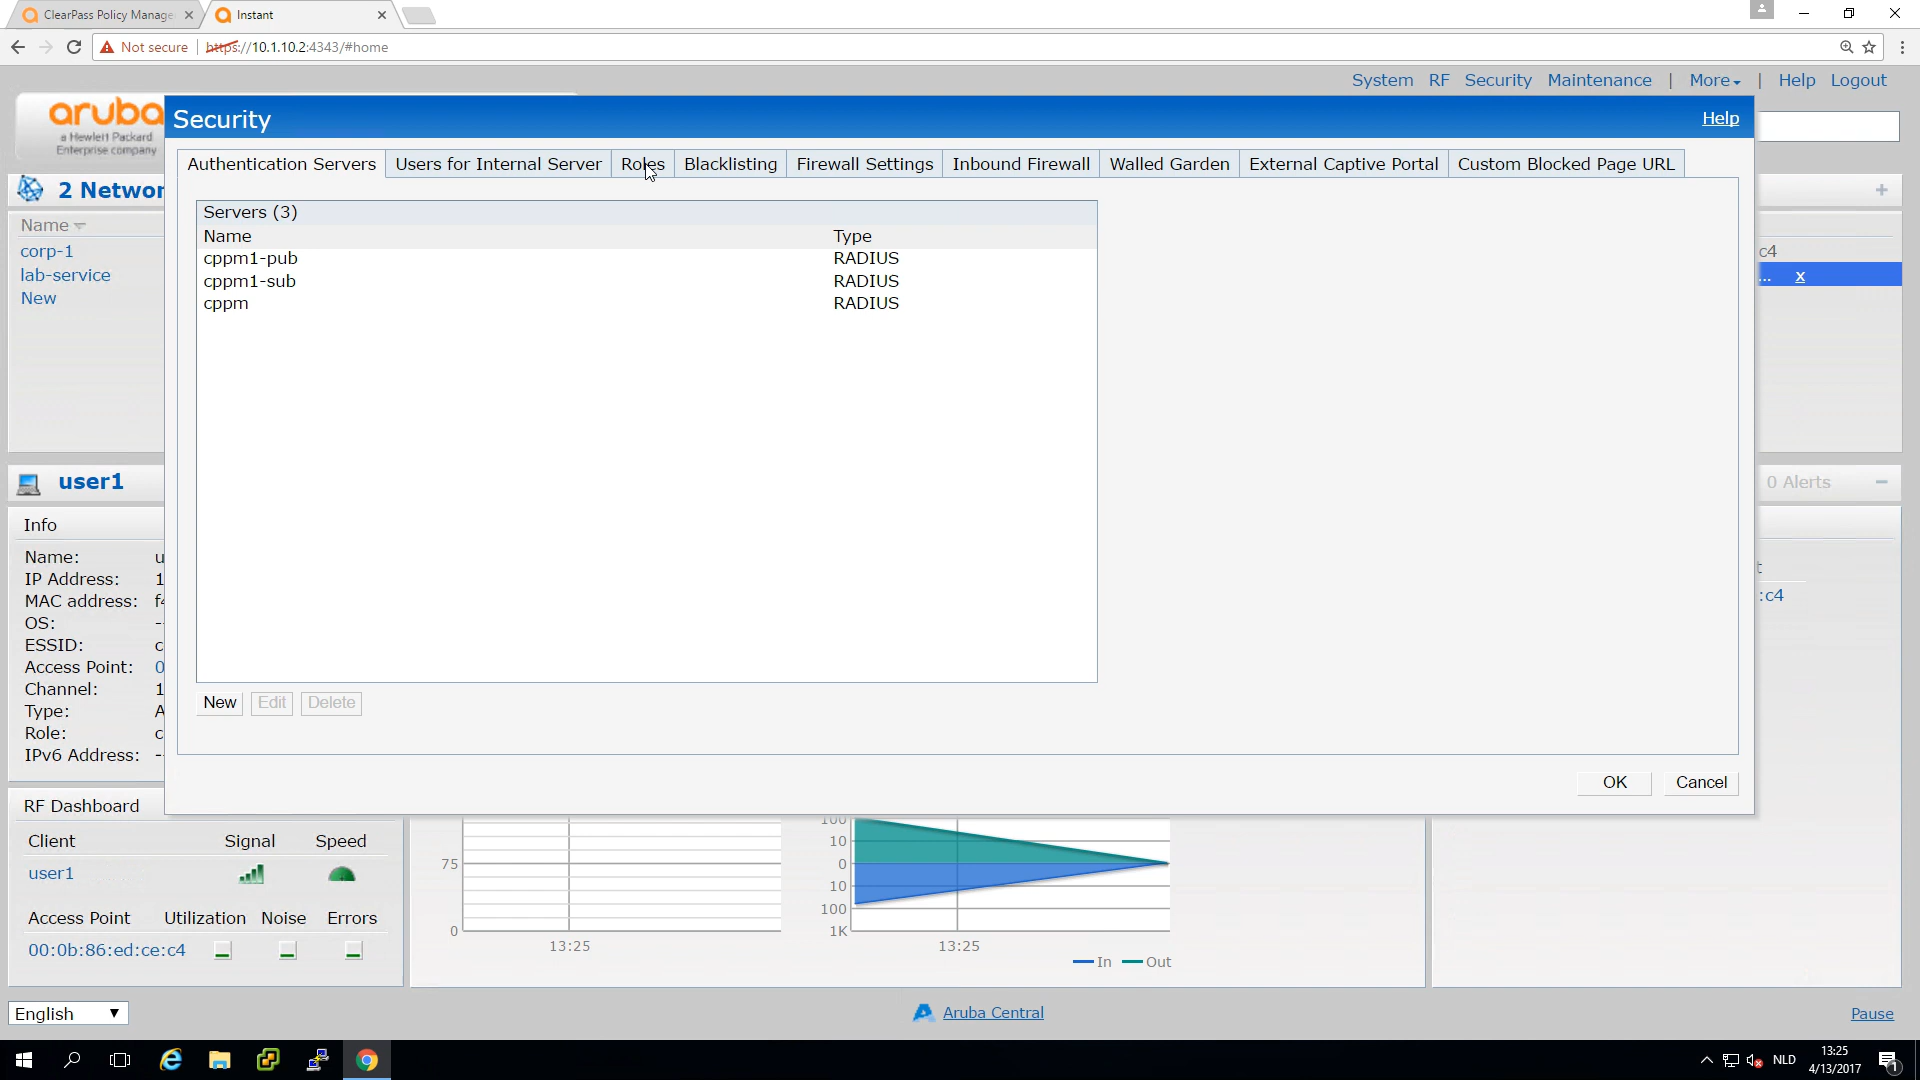 ClearPass Policy Manage
Instant
Not secure
https://10.1.10.2:4343/#home
System
RF
Security
Maintenance
|
More
|
Help
Logout
aruba
a Hewlett Packard
Enterprise company
Security
Help
Authentication Servers
Users for Internal Server
Roles
Blacklisting
Firewall Settings
Inbound Firewall
Walled Garden
External Captive Portal
Custom Blocked Page URL
2 Networ
+
Name
corp-1
lab-service
New
c4
...
x
Servers (3)
Name Type
cppm1-pub RADIUS
cppm1-sub RADIUS
cppm RADIUS
New
Edit
Delete
OK
Cancel
user1
0 Alerts
Info
Name:
IP Address: 1
MAC address: f4
OS: --
ESSID: c
Access Point: 0
Channel: 1
Type: A
Role: c
IPv6 Address: --
:c4
RF Dashboard
Client Signal Speed
user1
Access Point Utilization Noise Errors
00:0b:86:ed:ce:c4
75
0
13:25
100
10
0
10
100
1K
13:25
In
Out
English
Aruba Central
Pause
NLD
13:25
4/13/2017
1